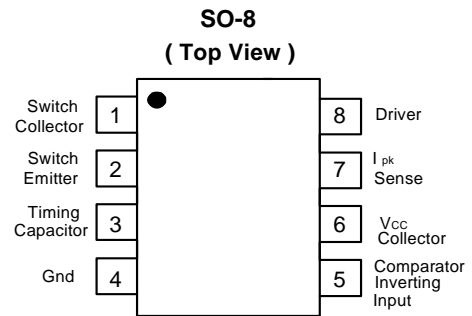 SO-8
( Top View )
Switch
Collector
1
8
Driver
Switch
Emitter
2
7
I pk
Sense
Timing
Capacitor
3
6
Vcc
Collector
Gnd
4
5
Comparator
Inverting
Input